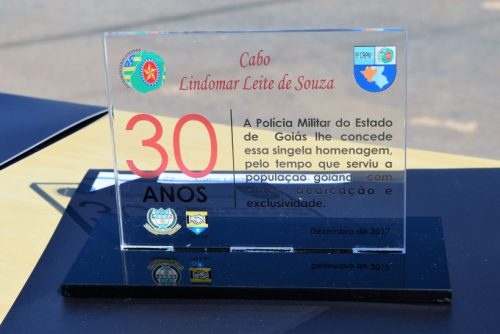 Cabo
Lindomar Leite de Souza
30
ANOS
A Polícia Militar do Estado
de Goiás lhe concede
essa singela homenagem,
pelo tempo que serviu a
população goiana com
dedicação e
exclusividade.
Dezembro de 2017